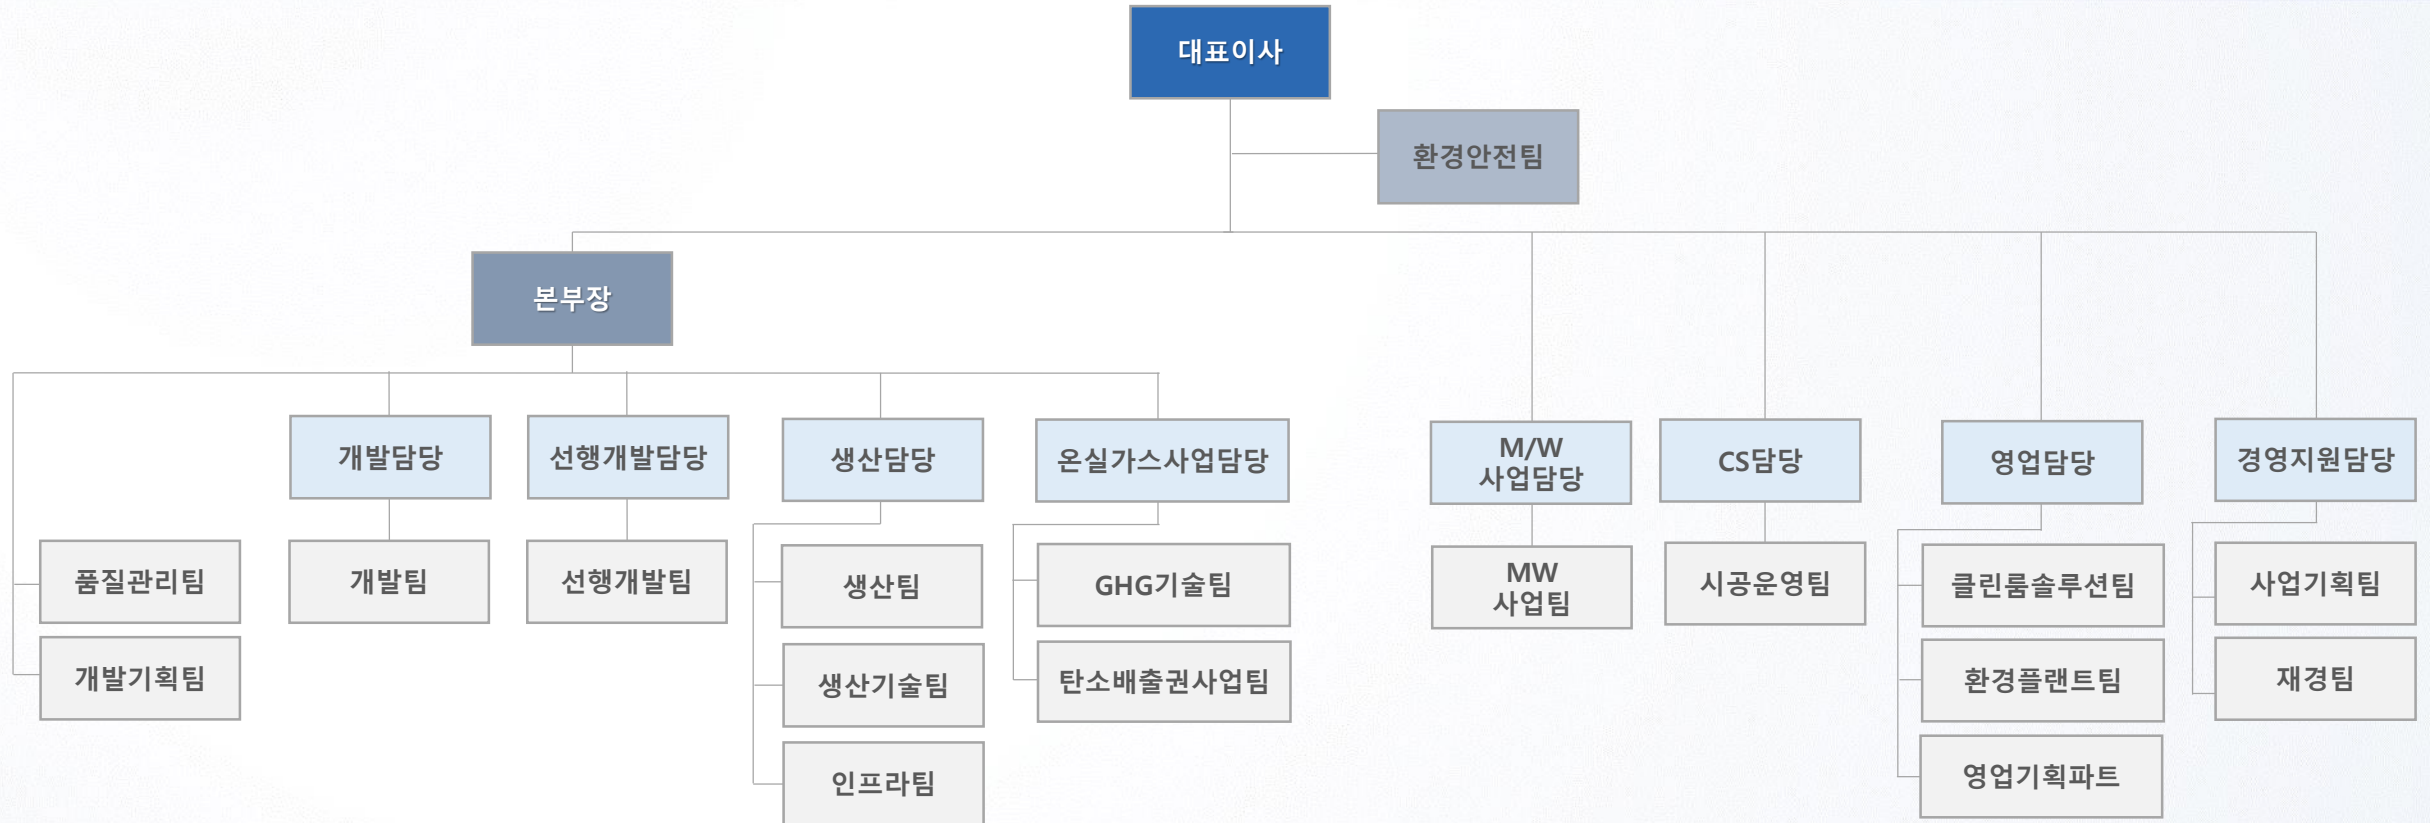 대표이사
환경안전팀
본부장
개발담당
선행개발담당
생산담당
온실가스사업담당
M/W
사업담당
CS담당
영업담당
경영지원담당
품질관리팀
개발팀
선행개발팀
생산팀
GHG기술팀
MW
사업팀
시공운영팀
클린룸솔루션팀
사업기획팀
개발기획팀
생산기술팀
탄소배출권사업팀
환경플랜트팀
재경팀
인프라팀
영업기획파트